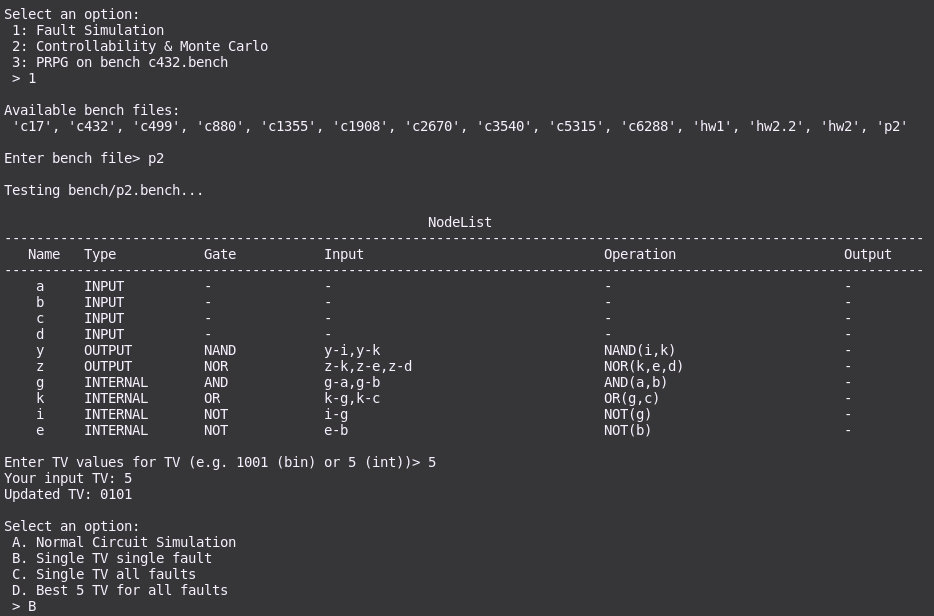 Select an option:
 1: Fault Simulation
 2: Controllability & Monte Carlo
 3: PRPG on bench c432.bench
 > 1
Available bench files:
 'c17', 'c432', 'c499', 'c880', 'c1355', 'c1908', 'c2670', 'c3540', 'c5315', 'c6288', 'hw1', 'hw2.2', 'hw2', 'p2'
Enter bench file> p2
Testing bench/p2.bench...
NodeList
-------------------------------------------------------------------------------------------------------------------
Name   Type           Gate           Input                              Operation                     Output
-------------------------------------------------------------------------------------------------------------------
a     INPUT          -              -                                  -                             -
b     INPUT          -              -                                  -                             -
c     INPUT          -              -                                  -                             -
d     INPUT          -              -                                  -                             -
y     OUTPUT         NAND           y-i,y-k                            NAND(i,k)                     -
z     OUTPUT         NOR            z-k,z-e,z-d                        NOR(k,e,d)                    -
g     INTERNAL       AND            g-a,g-b                            AND(a,b)                      -
k     INTERNAL       OR             k-g,k-c                            OR(g,c)                       -
i     INTERNAL       NOT            i-g                                NOT(g)                        -
e     INTERNAL       NOT            e-b                                NOT(b)                        -
Enter TV values for TV (e.g. 1001 (bin) or 5 (int))> 5
Your input TV: 5
Updated TV: 0101
Select an option:
 A. Normal Circuit Simulation
 B. Single TV single fault
 C. Single TV all faults
 D. Best 5 TV for all faults
 > B